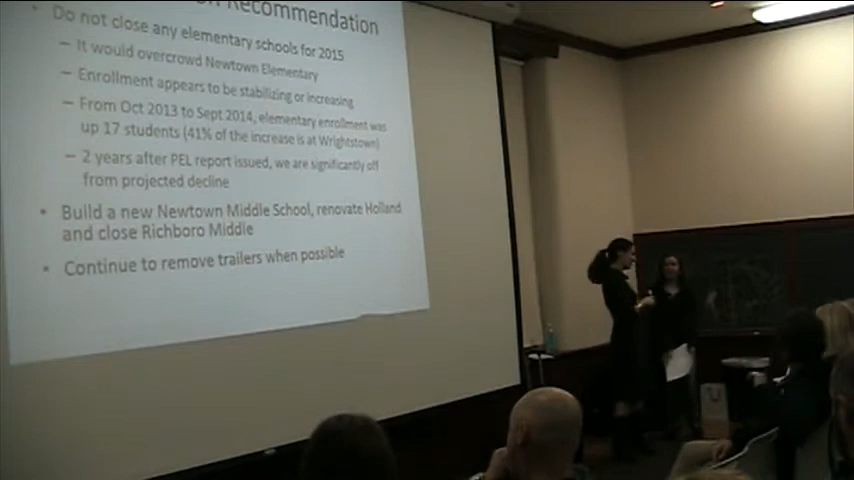 Recommendation
• Do not close any elementary schools for 2015
– It would overcrowd Newtown Elementary
– Enrollment appears to be stabilizing or increasing
– From Oct 2013 to Sept 2014, elementary enrollment was
up 17 students (41% of the increase is at Wrightstown)
– 2 years after PEL report issued, we are significantly off
from projected decline
• Build a new Newtown Middle School, renovate Holland
and close Richboro Middle
• Continue to remove trailers when possible